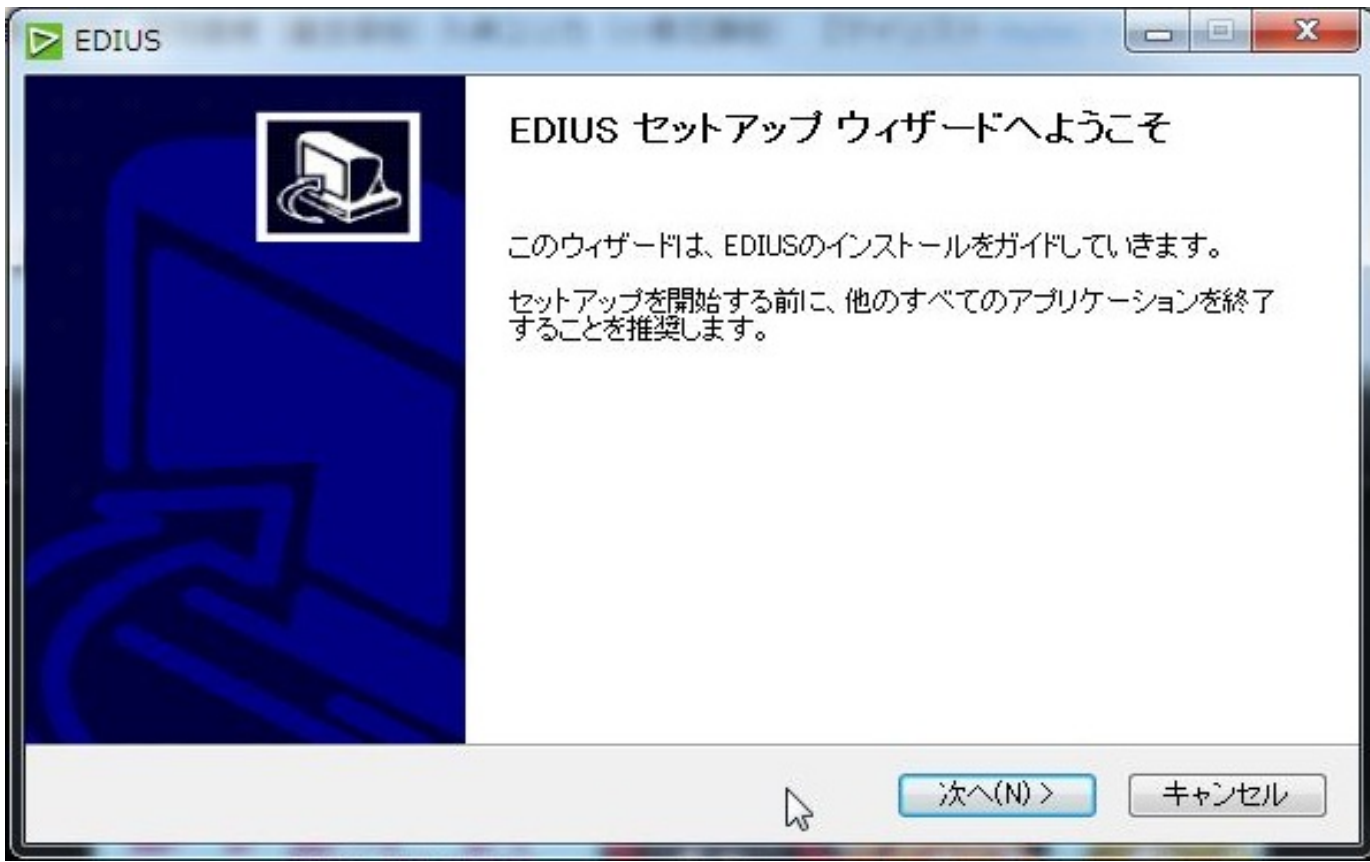 EDIUS
EDIUS セットアップ ウィザードへようこそ
このウィザードは、EDIUSのインストールをガイドしていきます。
セットアップを開始する前に、他のすべてのアプリケーションを終了
することを推奨します。
次へ(N) >
キャンセル